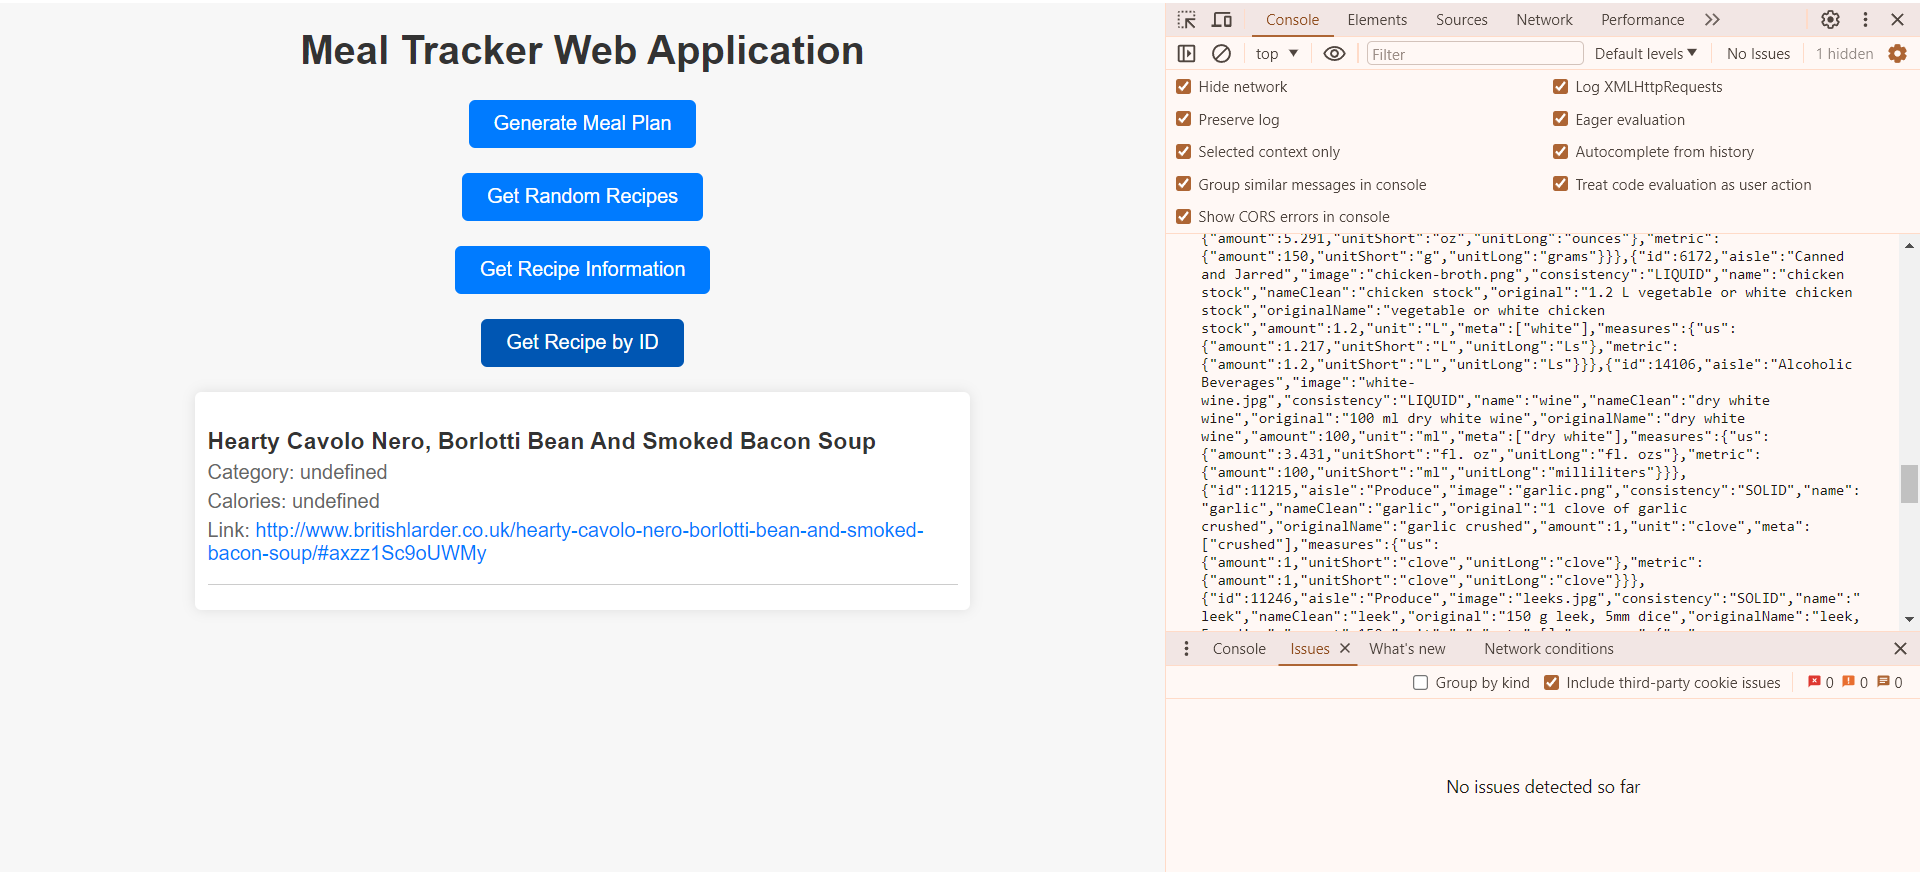 Meal Tracker Web Application
Generate Meal Plan
Get Random Recipes
Get Recipe Information
Get Recipe by ID
Hearty Cavolo Nero, Borlotti Bean And Smoked Bacon Soup
Category: undefined
Calories: undefined
Link: http://www.britishlarder.co.uk/hearty-cavolo-nero-borlotti-bean-and-smoked-
bacon-soup/#axzz1Sc9oUWMy
Console Elements Sources Network Performance
top Filter Default levels No Issues 1 hidden
Hide network Log XMLHttpRequests
Preserve log Eager evaluation
Selected context only Autocomplete from history
Group similar messages in console Treat code evaluation as user action
Show CORS errors in console
{"amount":5.291,"unitShort":"oz","unitLong":"ounces"},"metric":
{"amount":150,"unitShort":"g","unitLong":"grams"}}},{"id":6172,"aisle":"Canned
and Jarred","image":"chicken-broth.png","consistency":"LIQUID","name":"chicken
stock","nameClean":"chicken stock","original":"1.2 L vegetable or white chicken
stock","originalName":"vegetable or white chicken
stock","amount":1.2,"unit":"L","meta":["white"],"measures":{"us":
{"amount":1.217,"unitShort":"L","unitLong":"Ls"},"metric":
{"amount":1.2,"unitShort":"L","unitLong":"Ls"}}},{"id":14106,"aisle":"Alcoholic
Beverages","image":"white-
wine.jpg","consistency":"LIQUID","name":"wine","nameClean":"dry white
wine","original":"100 ml dry white wine","originalName":"dry white
wine","amount":100,"unit":"ml","meta":["dry white"],"measures":{"us":
{"amount":3.431,"unitShort":"fl. oz","unitLong":"fl. ozs"},"metric":
{"amount":100,"unitShort":"ml","unitLong":"milliliters"}}},
{"id":11215,"aisle":"Produce","image":"garlic.png","consistency":"SOLID","name":
"garlic","nameClean":"garlic","original":"1 clove of garlic
crushed","originalName":"garlic crushed","amount":1,"unit":"clove","meta":
["crushed"],"measures":{"us":
{"amount":1,"unitShort":"clove","unitLong":"clove"},"metric":
{"amount":1,"unitShort":"clove","unitLong":"clove"}}},
{"id":11246,"aisle":"Produce","image":"leeks.jpg","consistency":"SOLID","name":"
leek","nameClean":"leek","original":"150 g leek, 5mm dice","originalName":"leek,
Console Issues What's new Network conditions
Group by kind Include third-party cookie issues 0 0 0
No issues detected so far